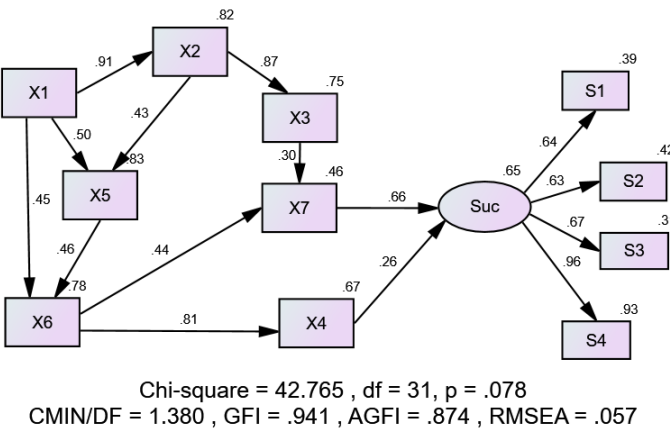 .82
X2
.39
.91
.87
S1
X1
.75
X3
.64
.43
.50
.42
.30
.83
.46
.65
.63
S2
X5
.45
X7
.66
Suc
.67
.3
S3
.46
.44
.26
.96
.78
.67
.93
X6
.81
X4
S4
Chi-square = 42.765 , df = 31, p = .078
CMIN/DF = 1.380 , GFI = .941 , AGFI = .874 , RMSEA = .057